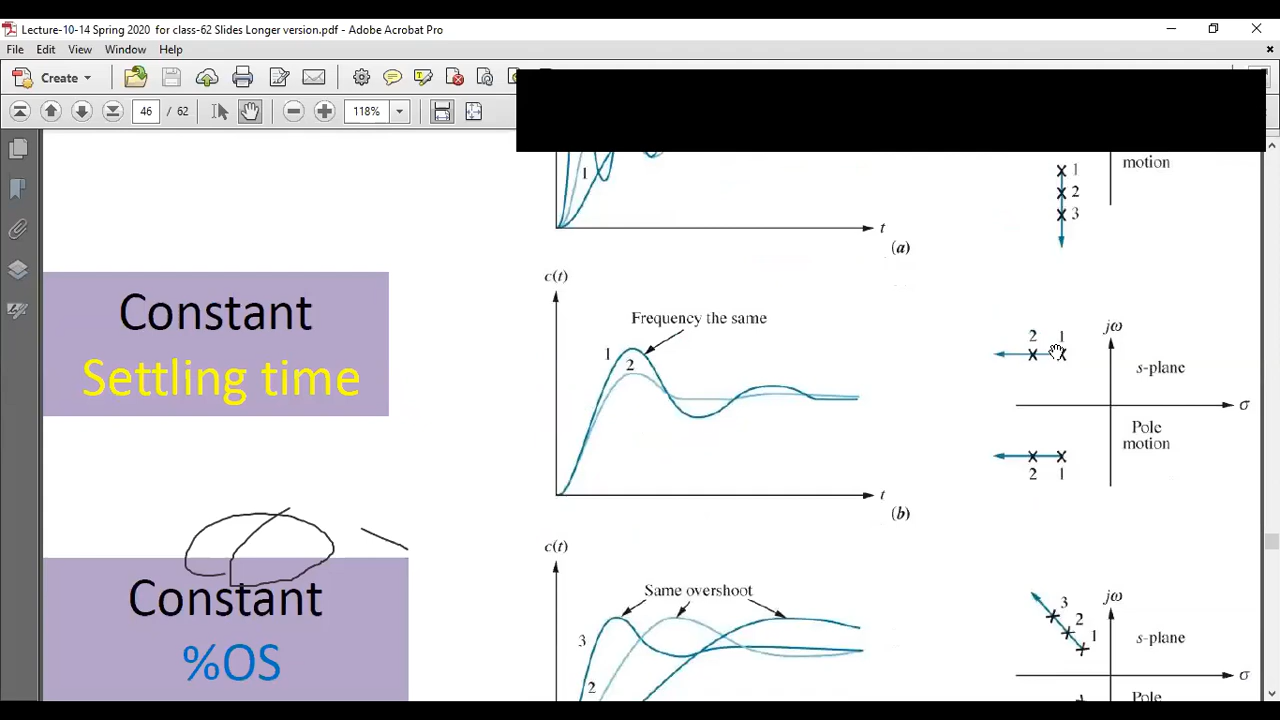 Lecture-10-14 Spring 2020 for class-62 Slides Longer version.pdf - Adobe Acrobat Pro
File Edit View Window Help
Create
46 / 62 118%
1
t
(a)
motion
1
2
3
Constant
Settling time
c(t)
Frequency the same
1
2
t
(b)
2 1
jω
s-plane
σ
Pole
motion
2 1
Constant
%OS
c(t)
Same overshoot
3
2
3
2
1
jω
s-plane
σ
Pole